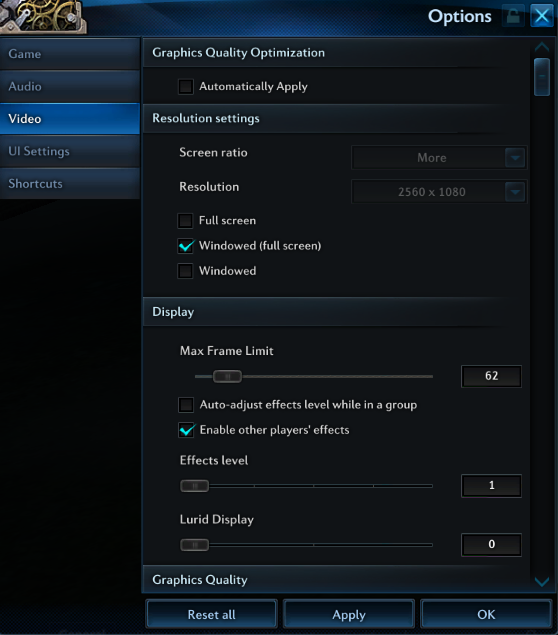 Options
Game
Audio
Video
UI Settings
Shortcuts
Graphics Quality Optimization
Automatically Apply
Resolution settings
Screen ratio
More
Resolution
2560 x 1080
Full screen
Windowed (full screen)
Windowed
Display
Max Frame Limit
62
Auto-adjust effects level while in a group
Enable other players' effects
Effects level
1
Lurid Display
0
Graphics Quality
Reset all
Apply
OK